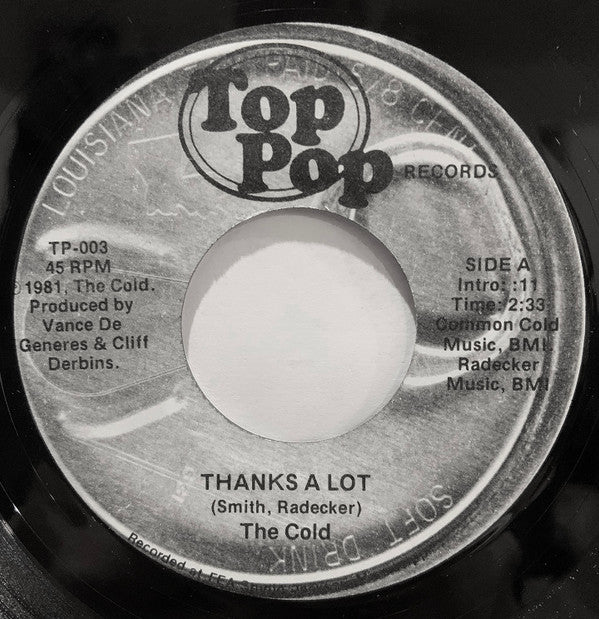 LOUISIANA
Top
Pop
RECORDS
TP-003
45 RPM
1981, The Cold.
Produced by
Vance De
Generes & Cliff
Derbins.
SIDE A
Intro: :11
Time: 2:33
Common Cold
Music, BMI.
Radecker
Music, BMI
THANKS A LOT
(Smith, Radecker)
The Cold
SOFT DRINK
Recorded at